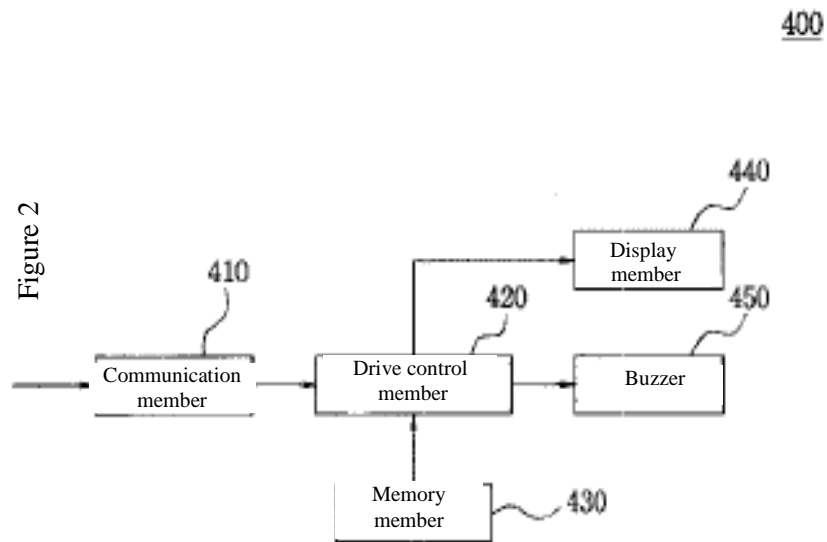 400
Figure 2
440
Display
member
410
420
450
Communication
member
Drive control
member
Buzzer
Memory
member
430